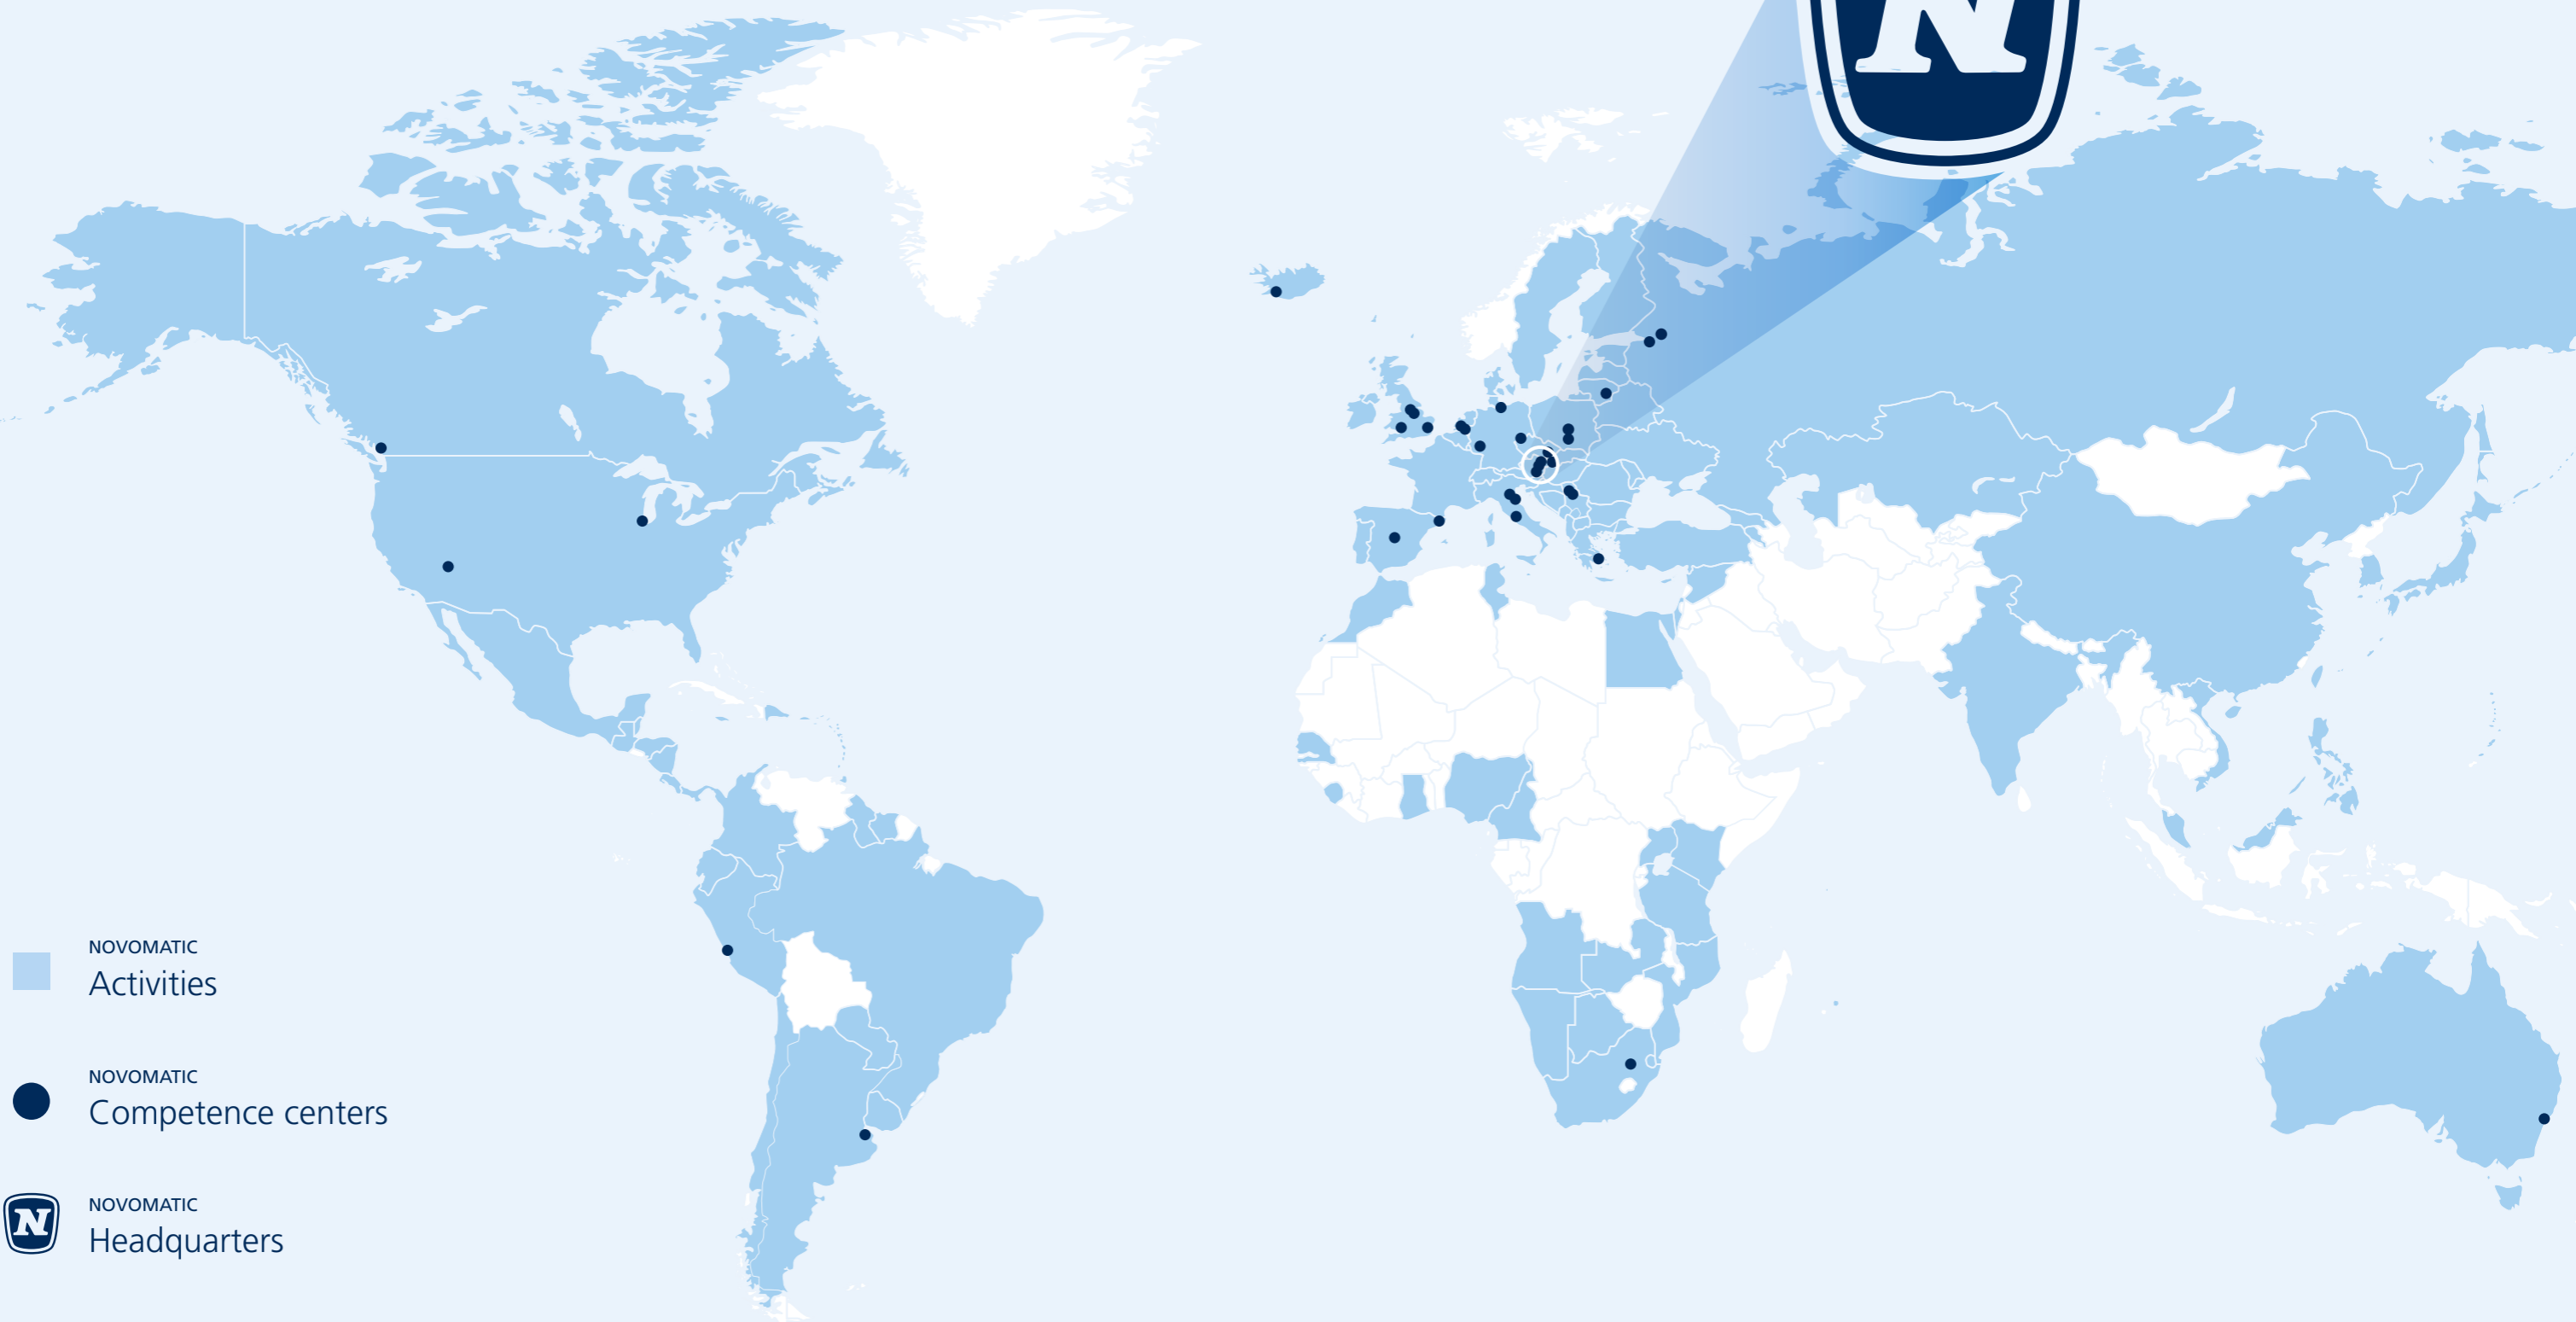 N
NOVOMATIC
Activities
NOVOMATIC
Competence centers
N
NOVOMATIC
Headquarters